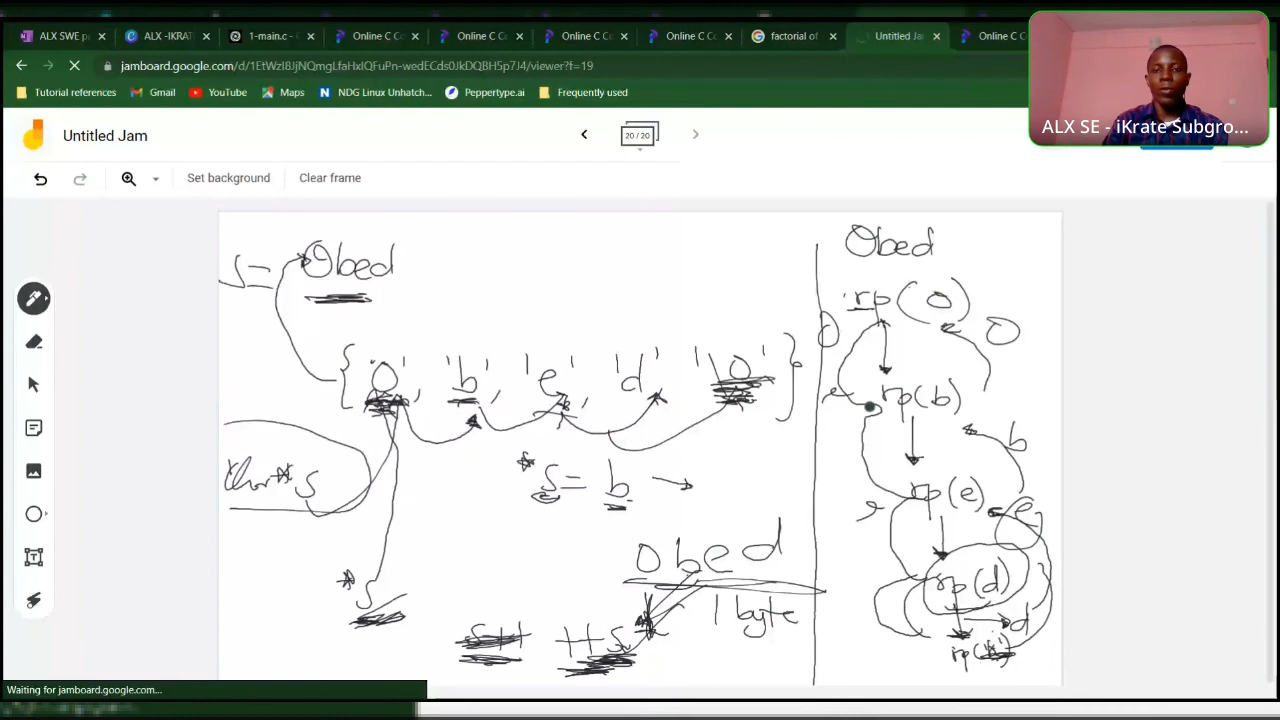 ALX SWE p
ALX -IKRAT
1-main.c -
Online C C
Online C C
Online C C
Online C C
factorial of
Untitled Jam
Online C C
jamboard.google.com/d/1EtWzI8JjNQmgLfaHxIQFuPn-wedECds0JkDQBH5p7J4/viewer?f=19
Tutorial references
Gmail
YouTube
Maps
NDG Linux Unhatch...
Peppertype.ai
Frequently used
ALX SE - iKrate Subgro...
Untitled Jam
20 / 20
Set background
Clear frame
s= Obed
{ 'O', 'b', 'e', 'd' '\0' }
Char *s
*s = b
*s
Obed
1 byte
s++ ++s
Obed
rp(O)
O
rp(b)
b
rp(e)
e
rp(d)
d
Waiting for jamboard.google.com...